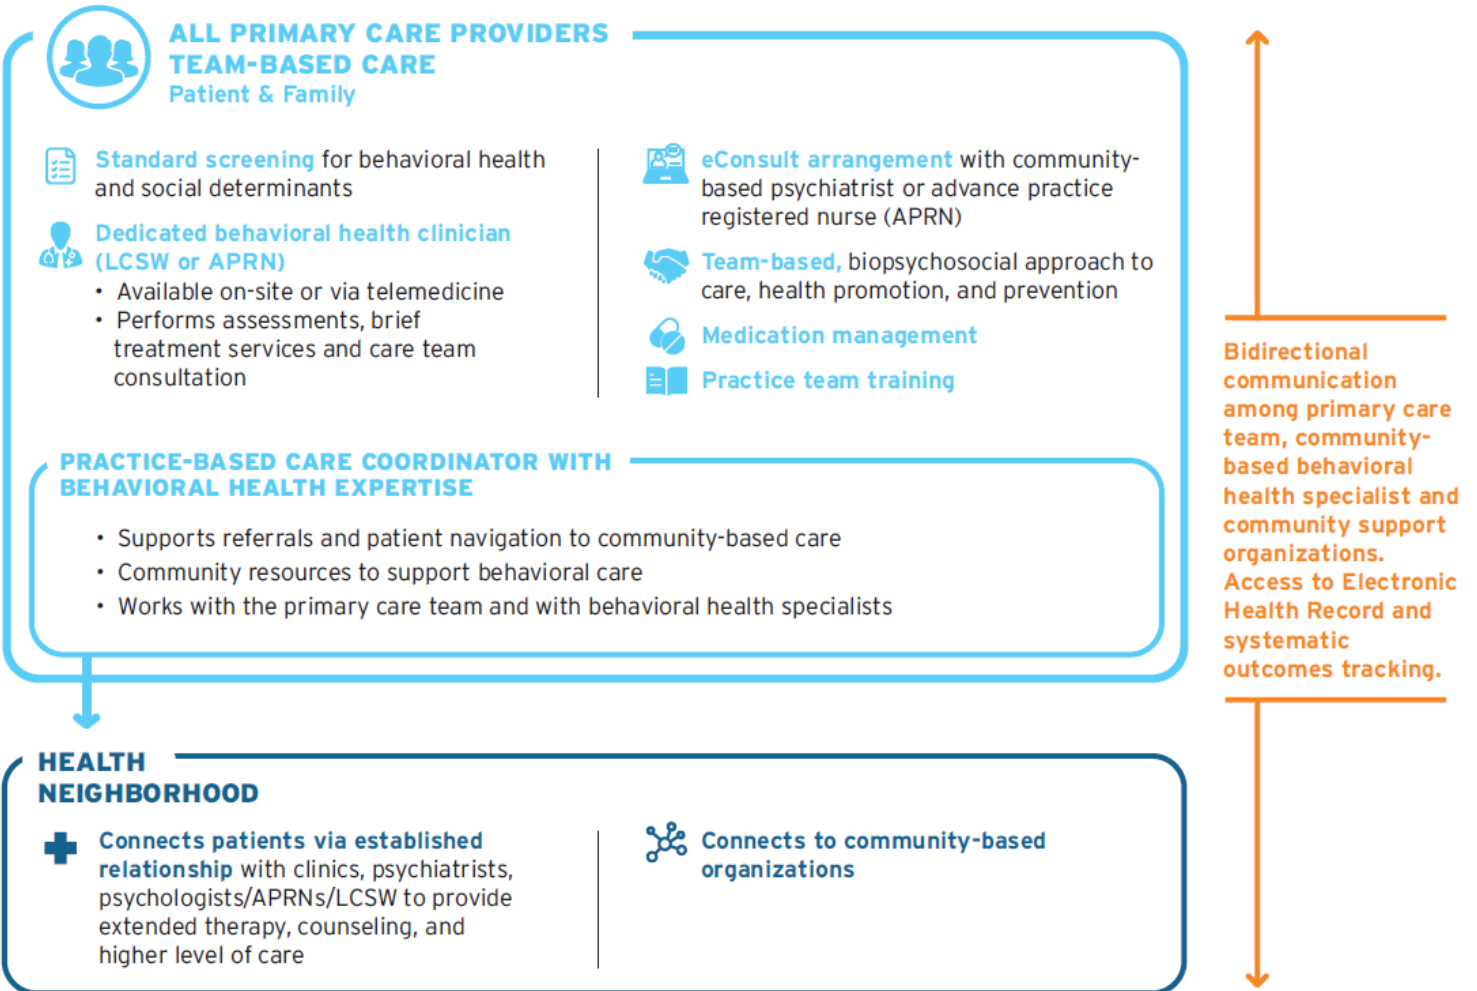 ALL PRIMARY CARE PROVIDERS
TEAM-BASED CARE
Patient & Family
Standard screening for behavioral health
and social determinants
Dedicated behavioral health clinician
(LCSW or APRN)
• Available on-site or via telemedicine
• Performs assessments, brief
treatment services and care team
consultation
eConsult arrangement with community-
based psychiatrist or advance practice
registered nurse (APRN)
Team-based, biopsychosocial approach to
care, health promotion, and prevention
Medication management
Practice team training
PRACTICE-BASED CARE COORDINATOR WITH
BEHAVIORAL HEALTH EXPERTISE
• Supports referrals and patient navigation to community-based care
• Community resources to support behavioral care
• Works with the primary care team and with behavioral health specialists
HEALTH
NEIGHBORHOOD
Connects patients via established
relationship with clinics, psychiatrists,
psychologists/APRNs/LCSW to provide
extended therapy, counseling, and
higher level of care
Connects to community-based
organizations
Bidirectional
communication
among primary care
team, community-
based behavioral
health specialist and
community support
organizations.
Access to Electronic
Health Record and
systematic
outcomes tracking.